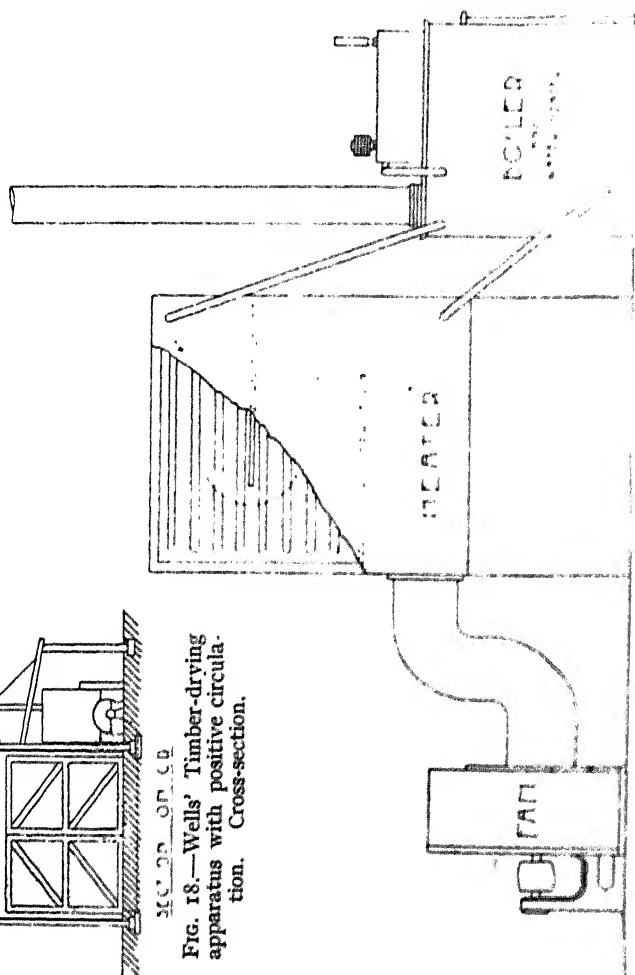 FIG. 18.—Wells' Timber-drying
apparatus with positive circula-
tion. Cross-section.
BOILER
HEATER
FAN